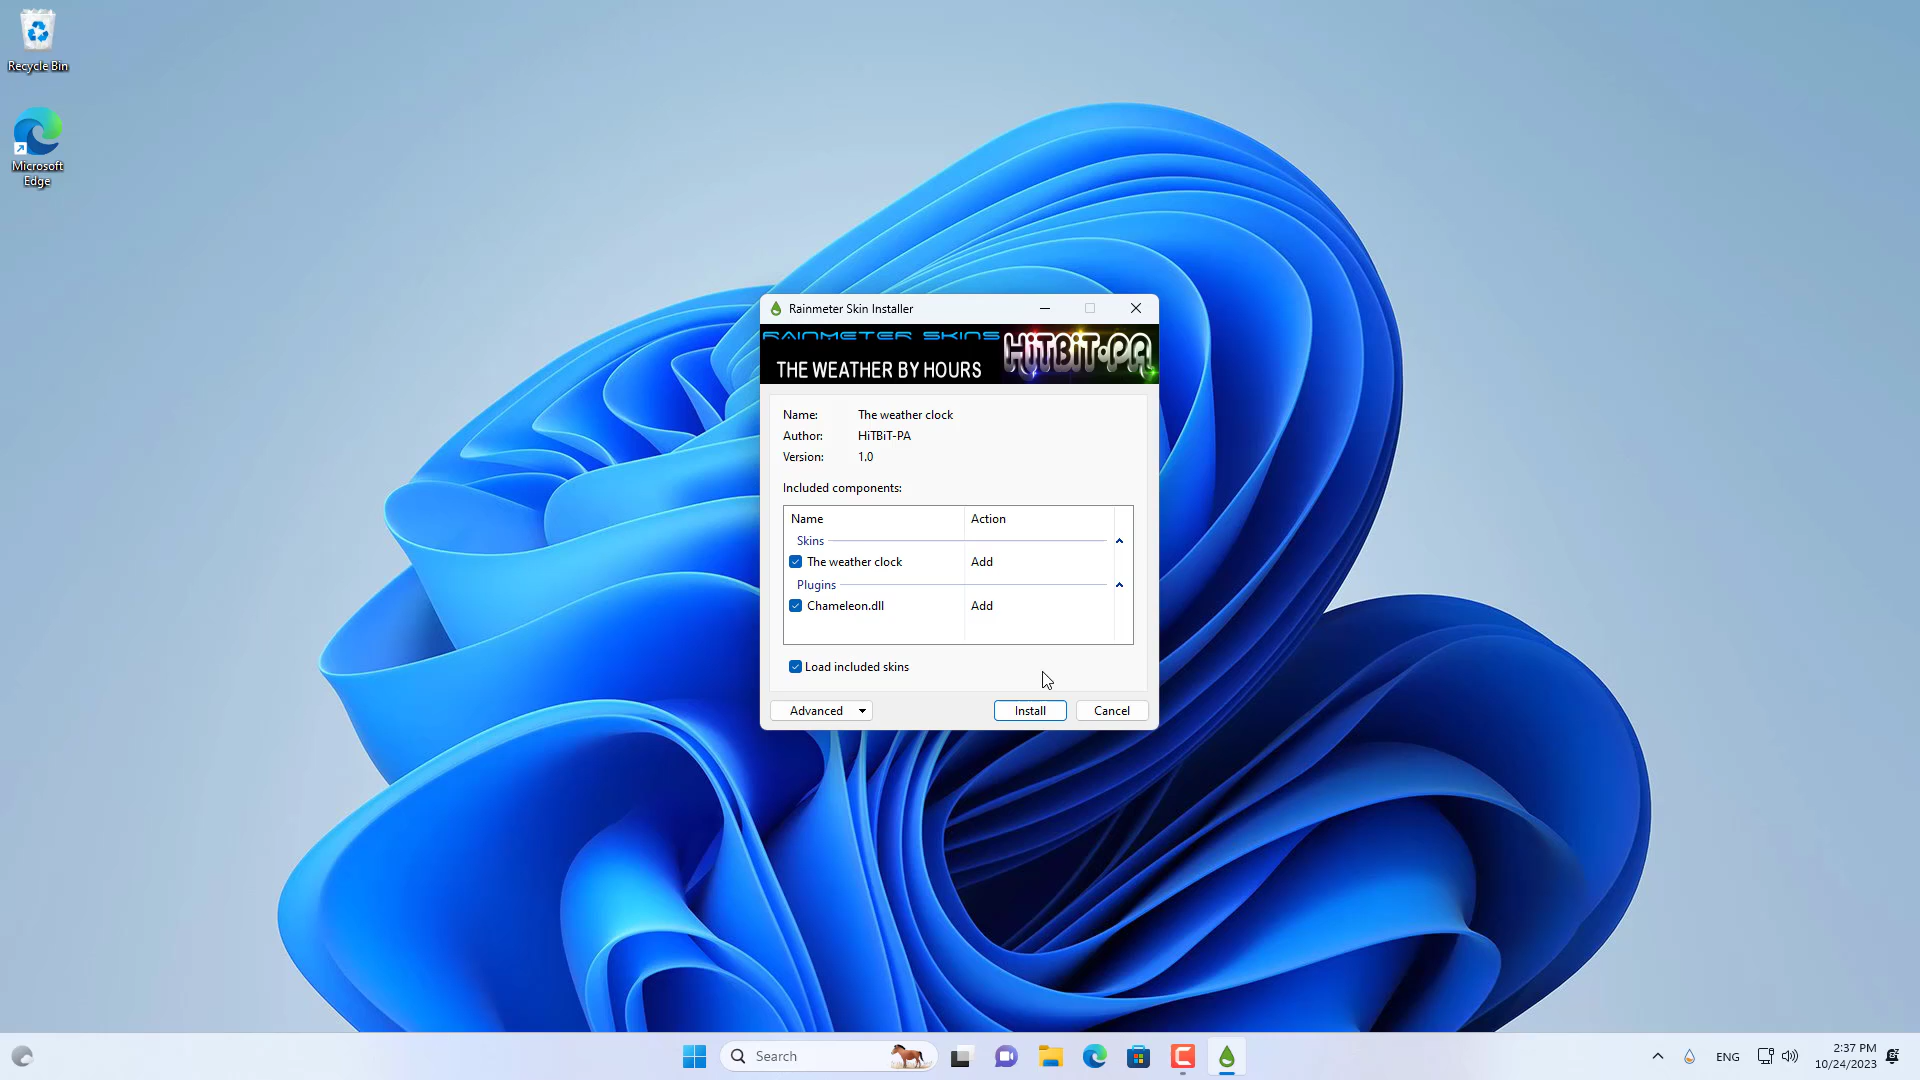 Recycle Bin
Microsoft
Edge
Rainmeter Skin Installer
RAINMETER SKINS
HiTBiT-PA
THE WEATHER BY HOURS
Name: The weather clock
Author: HiTBiT-PA
Version: 1.0
Included components:
Name Action
Skins
The weather clock Add
Plugins
Chameleon.dll Add
Load included skins
Advanced Install Cancel
Search
ENG
2:37 PM
10/24/2023